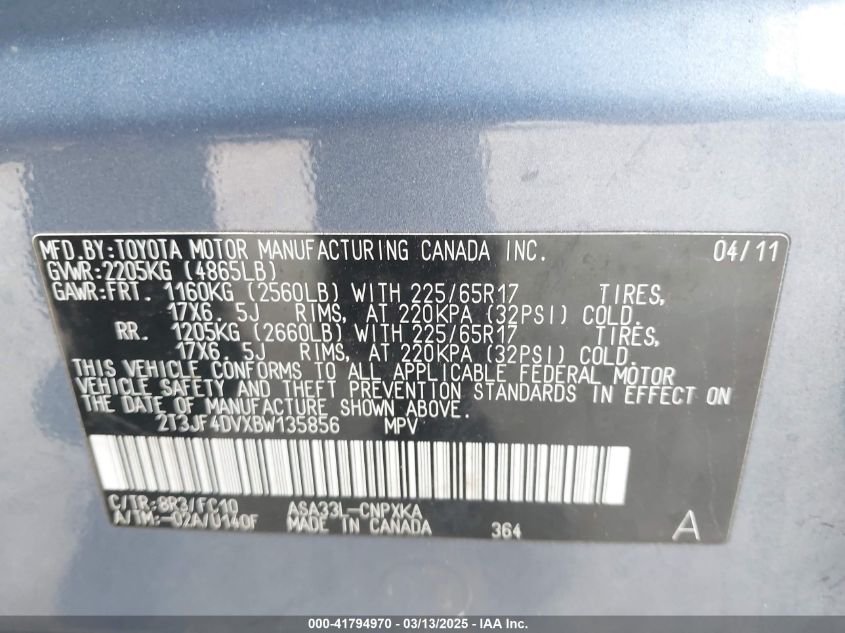 MFD.BY:TOYOTA MOTOR MANUFACTURING CANADA INC. 04/11
GVWR:2205KG (4865LB)
GAWR:FRT. 1160KG (2560LB) WITH 225/65R17 TIRES,
17X6. 5J RIMS, AT 220KPA (32PSI) COLD.
RR. 1205KG (2660LB) WITH 225/65R17 TIRES,
17X6. 5J RIMS, AT 220KPA (32PSI) COLD.
THIS VEHICLE CONFORMS TO ALL APPLICABLE FEDERAL MOTOR
VEHICLE SAFETY AND THEFT PREVENTION STANDARDS IN EFFECT ON
THE DATE OF MANUFACTURE SHOWN ABOVE.
2T3JF4DVXBW135856 MPV
C/TR:8R3/FC10 ASA33L-CNPXKA
A/TM:-02A/U140F MADE IN CANADA 364 A
000-41794970 — 03/13/2025 — IAA Inc.